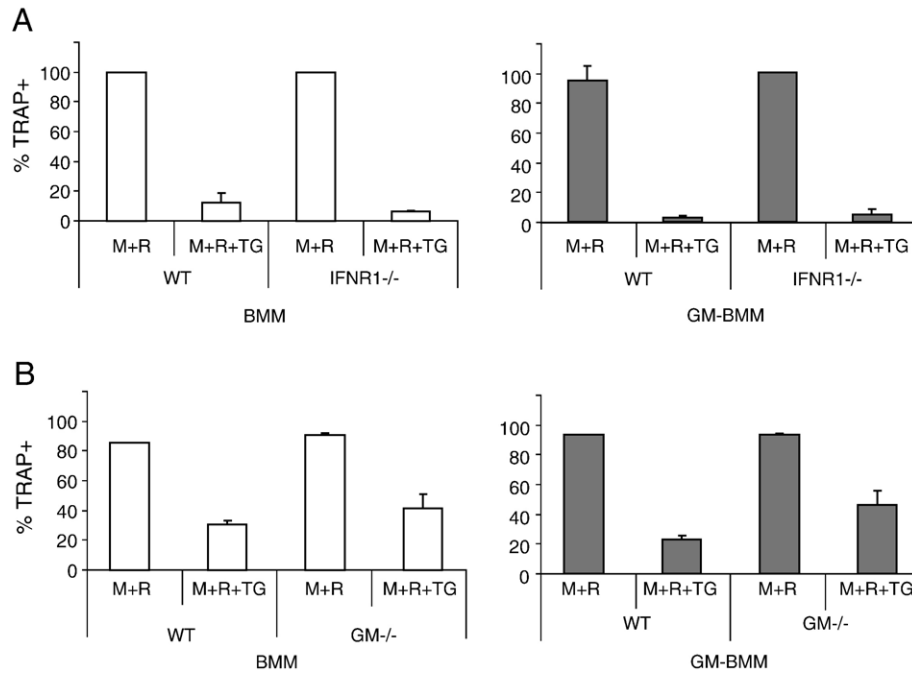 A
% TRAP+
100
80
60
40
20
0
M+R M+R+TG M+R M+R+TG
WT IFNR1-/-
BMM
100
80
60
40
20
0
M+R M+R+TG M+R M+R+TG
WT IFNR1-/-
GM-BMM
B
% TRAP+
100
80
60
40
20
0
M+R M+R+TG M+R M+R+TG
WT GM-/-
BMM
100
80
60
40
20
0
M+R M+R+TG M+R M+R+TG
WT GM-/-
GM-BMM